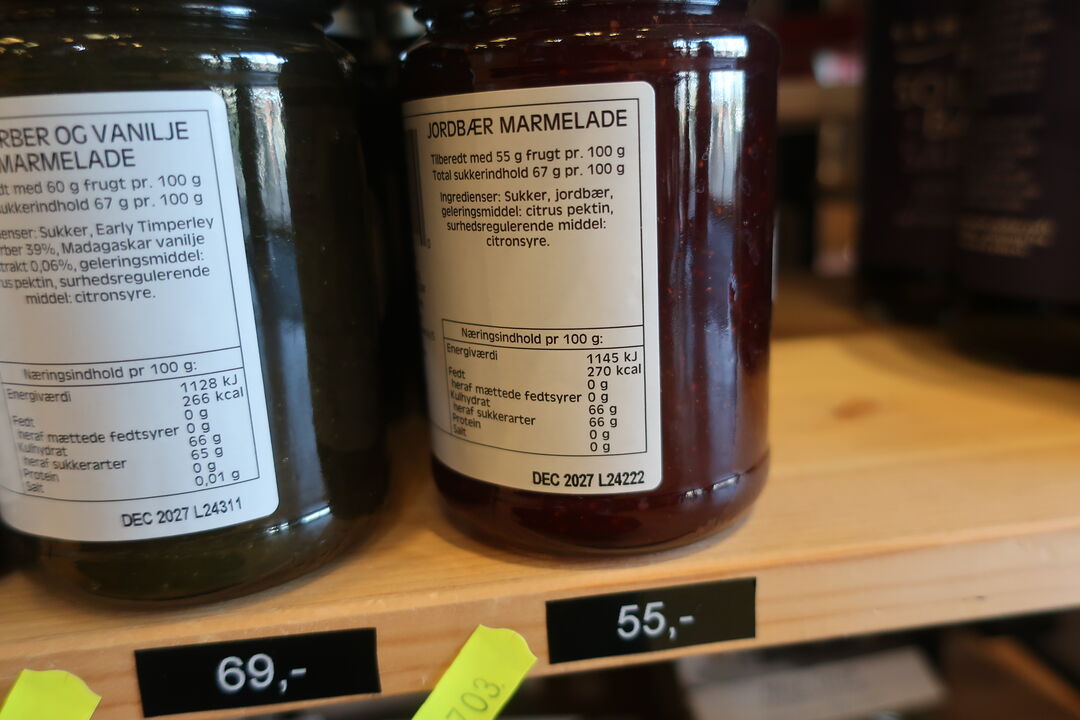 RBER OG VANILJE
MARMELADE
dt med 60 g frugt pr. 100 g
ukkerindhold 67 g pr. 100 g
enser: Sukker, Early Timperley
rber 39%, Madagaskar vanilje
trakt 0,06%, geleringsmiddel:
us pektin, surhedsregulerende
middel: citronsyre.
Næringsindhold pr 100 g:
Energiværdi 1128 kJ
266 kcal
Fedt 0 g
heraf mættede fedtsyrer 0 g
Kulhydrat 66 g
heraf sukkerarter 65 g
Protein 0 g
Salt 0,01 g
DEC 2027 L24311
JORDBÆR MARMELADE
Tilberedt med 55 g frugt pr. 100 g
Total sukkerindhold 67 g pr. 100 g
Ingredienser: Sukker, jordbær,
geleringsmiddel: citrus pektin,
surhedsregulerende middel:
citronsyre.
Næringsindhold pr 100 g:
Energiværdi 1145 kJ
270 kcal
Fedt 0 g
heraf mættede fedtsyrer 0 g
Kulhydrat 66 g
heraf sukkerarter 66 g
Protein 0 g
Salt 0 g
DEC 2027 L24222
69,-
55,-
703